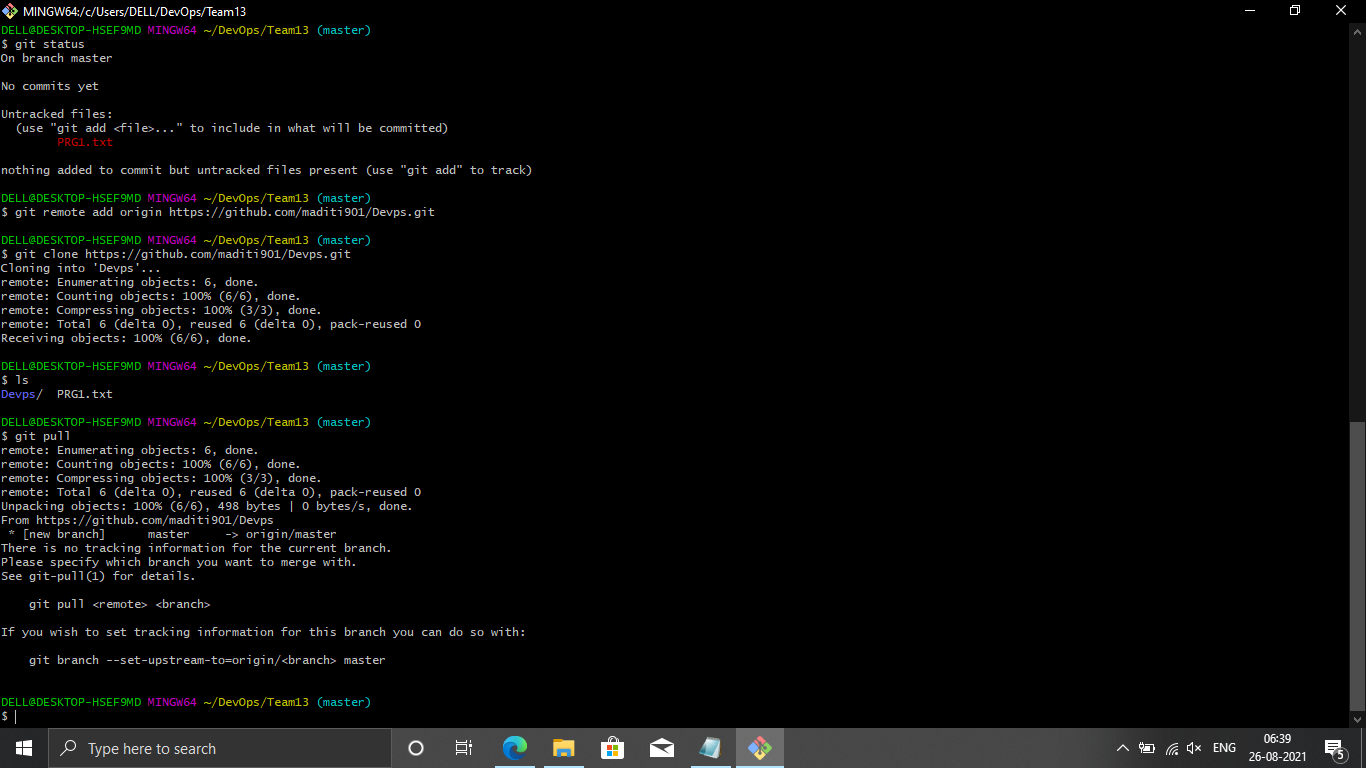 MINGW64:/c/Users/DELL/DevOps/Team13
DELL@DESKTOP-HSEF9MD MINGW64 ~/DevOps/Team13 (master)
$ git status
On branch master
No commits yet
Untracked files:
(use "git add <file>..." to include in what will be committed)
PRG1.txt
nothing added to commit but untracked files present (use "git add" to track)
DELL@DESKTOP-HSEF9MD MINGW64 ~/DevOps/Team13 (master)
$ git remote add origin https://github.com/maditi901/Devps.git
DELL@DESKTOP-HSEF9MD MINGW64 ~/DevOps/Team13 (master)
$ git clone https://github.com/maditi901/Devps.git
Cloning into 'Devps'...
remote: Enumerating objects: 6, done.
remote: Counting objects: 100% (6/6), done.
remote: Compressing objects: 100% (3/3), done.
remote: Total 6 (delta 0), reused 6 (delta 0), pack-reused 0
Receiving objects: 100% (6/6), done.
DELL@DESKTOP-HSEF9MD MINGW64 ~/DevOps/Team13 (master)
$ ls
Devps/  PRG1.txt
DELL@DESKTOP-HSEF9MD MINGW64 ~/DevOps/Team13 (master)
$ git pull
remote: Enumerating objects: 6, done.
remote: Counting objects: 100% (6/6), done.
remote: Compressing objects: 100% (3/3), done.
remote: Total 6 (delta 0), reused 6 (delta 0), pack-reused 0
Unpacking objects: 100% (6/6), 498 bytes | 0 bytes/s, done.
From https://github.com/maditi901/Devps
* [new branch]      master     -> origin/master
There is no tracking information for the current branch.
Please specify which branch you want to merge with.
See git-pull(1) for details.
git pull <remote> <branch>
If you wish to set tracking information for this branch you can do so with:
git branch --set-upstream-to=origin/<branch> master
DELL@DESKTOP-HSEF9MD MINGW64 ~/DevOps/Team13 (master)
$
Type here to search
ENG
06:39
26-08-2021
5